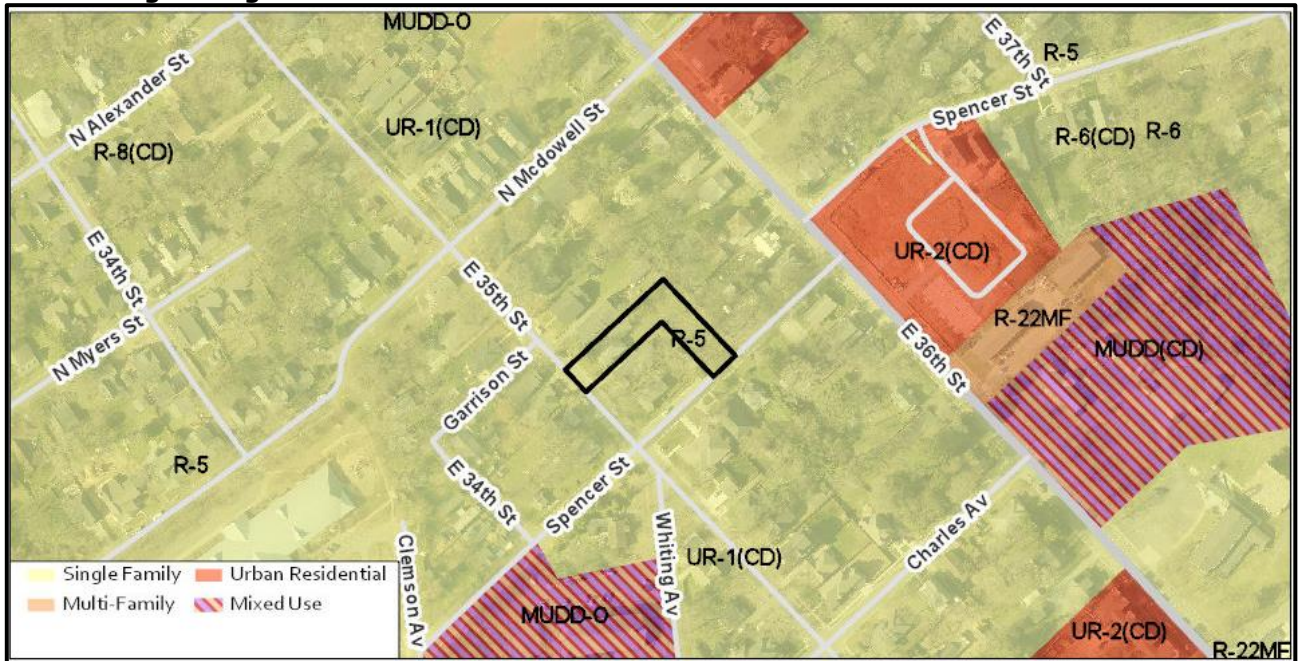 MUDD-O
E 37th St
R-5
N Alexander St
Spencer St
N Mcdowell St
UR-1(CD)
R-6(CD) R-6
R-8(CD)
E 34th St
UR-2(CD)
E 35th St
R-22MF
N Myers St
R-5
MUDD(CD)
E 36th St
Garrison St
R-5
E 34th St
Spencer St
Whiting Av
Charles Av
UR-1(CD)
Clemson Av
Single Family Urban Residential
Multi-Family Mixed Use
MUDD-O
UR-2(CD)
R-22MF